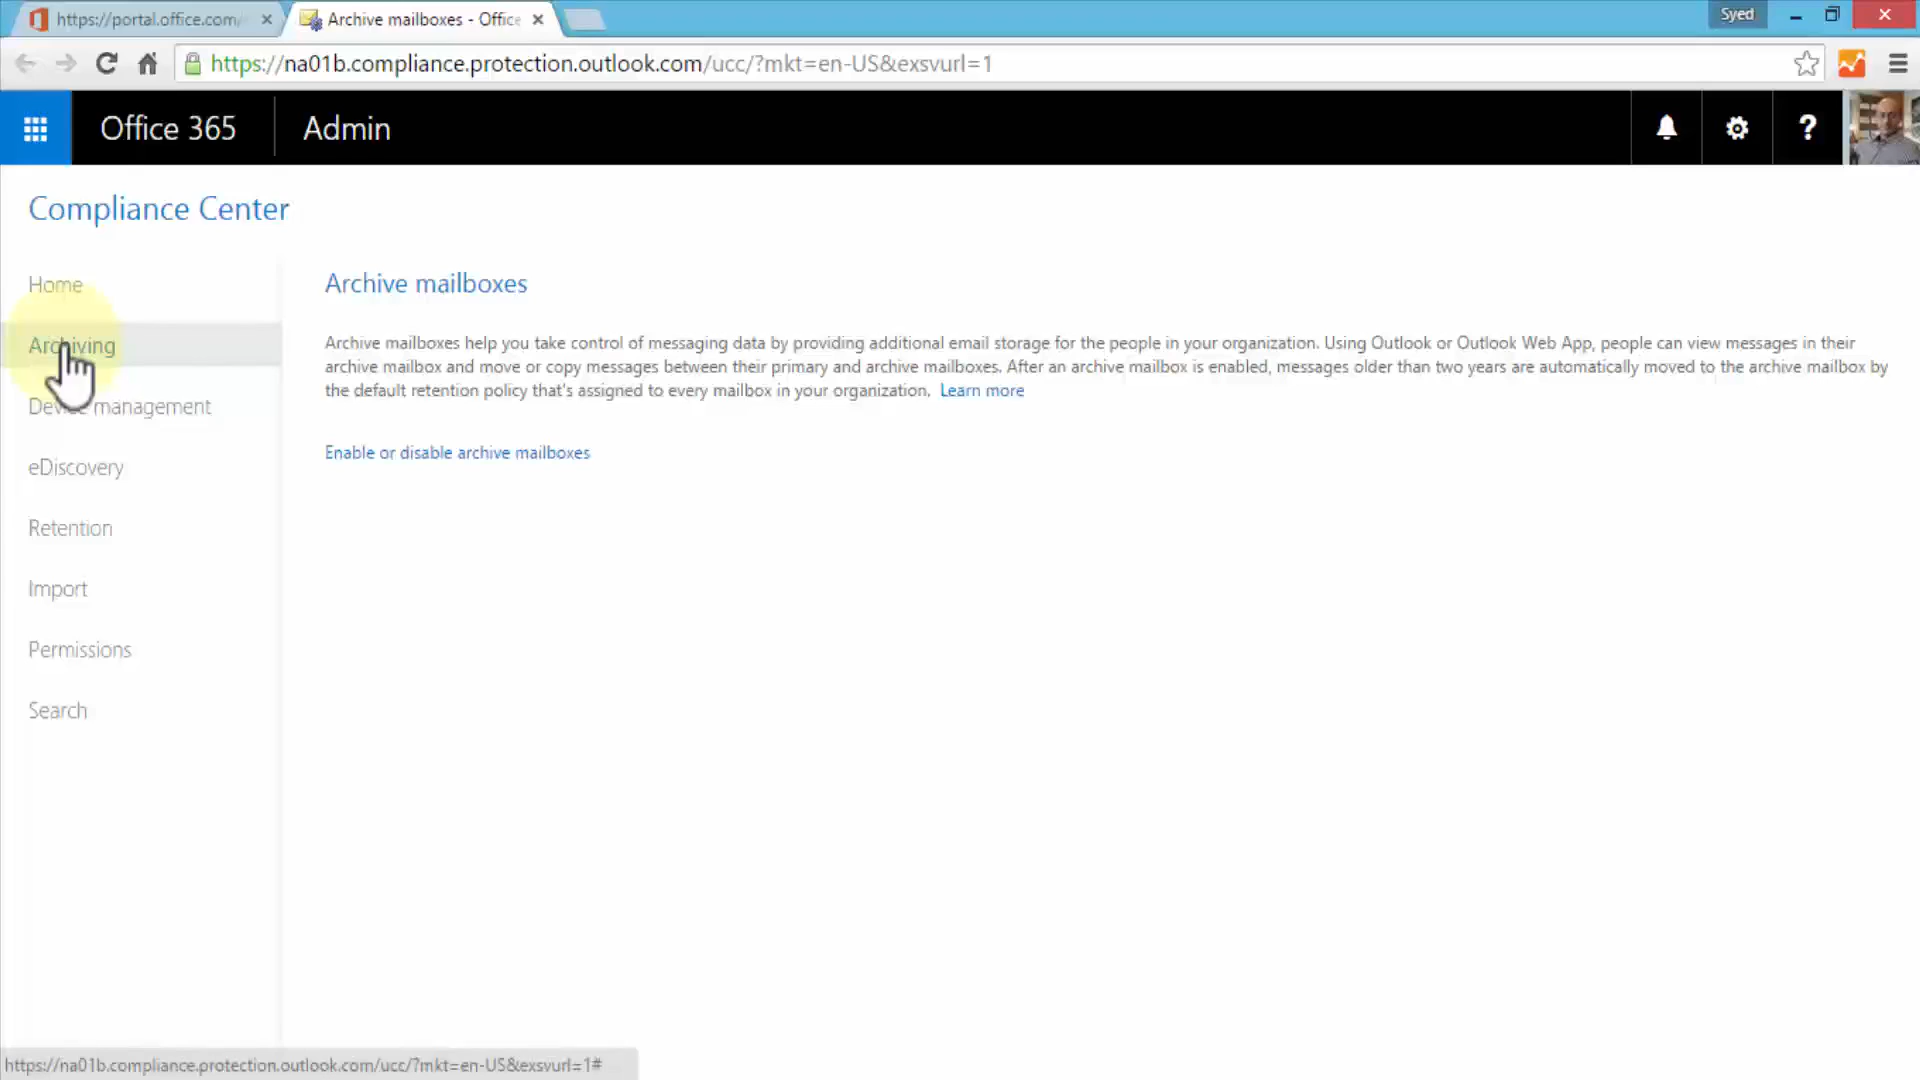 https://portal.office.com/
Archive mailboxes - Office
Syed
https://na01b.compliance.protection.outlook.com/ucc/?mkt=en-US&exsvurl=1
Office 365
Admin
?
Compliance Center
Home
Archiving
Device management
eDiscovery
Retention
Import
Permissions
Search
Archive mailboxes
Archive mailboxes help you take control of messaging data by providing additional email storage for the people in your organization. Using Outlook or Outlook Web App, people can view messages in their
archive mailbox and move or copy messages between their primary and archive mailboxes. After an archive mailbox is enabled, messages older than two years are automatically moved to the archive mailbox by
the default retention policy that's assigned to every mailbox in your organization. Learn more
Enable or disable archive mailboxes
https://na01b.compliance.protection.outlook.com/ucc/?mkt=en-US&exsvurl=1#